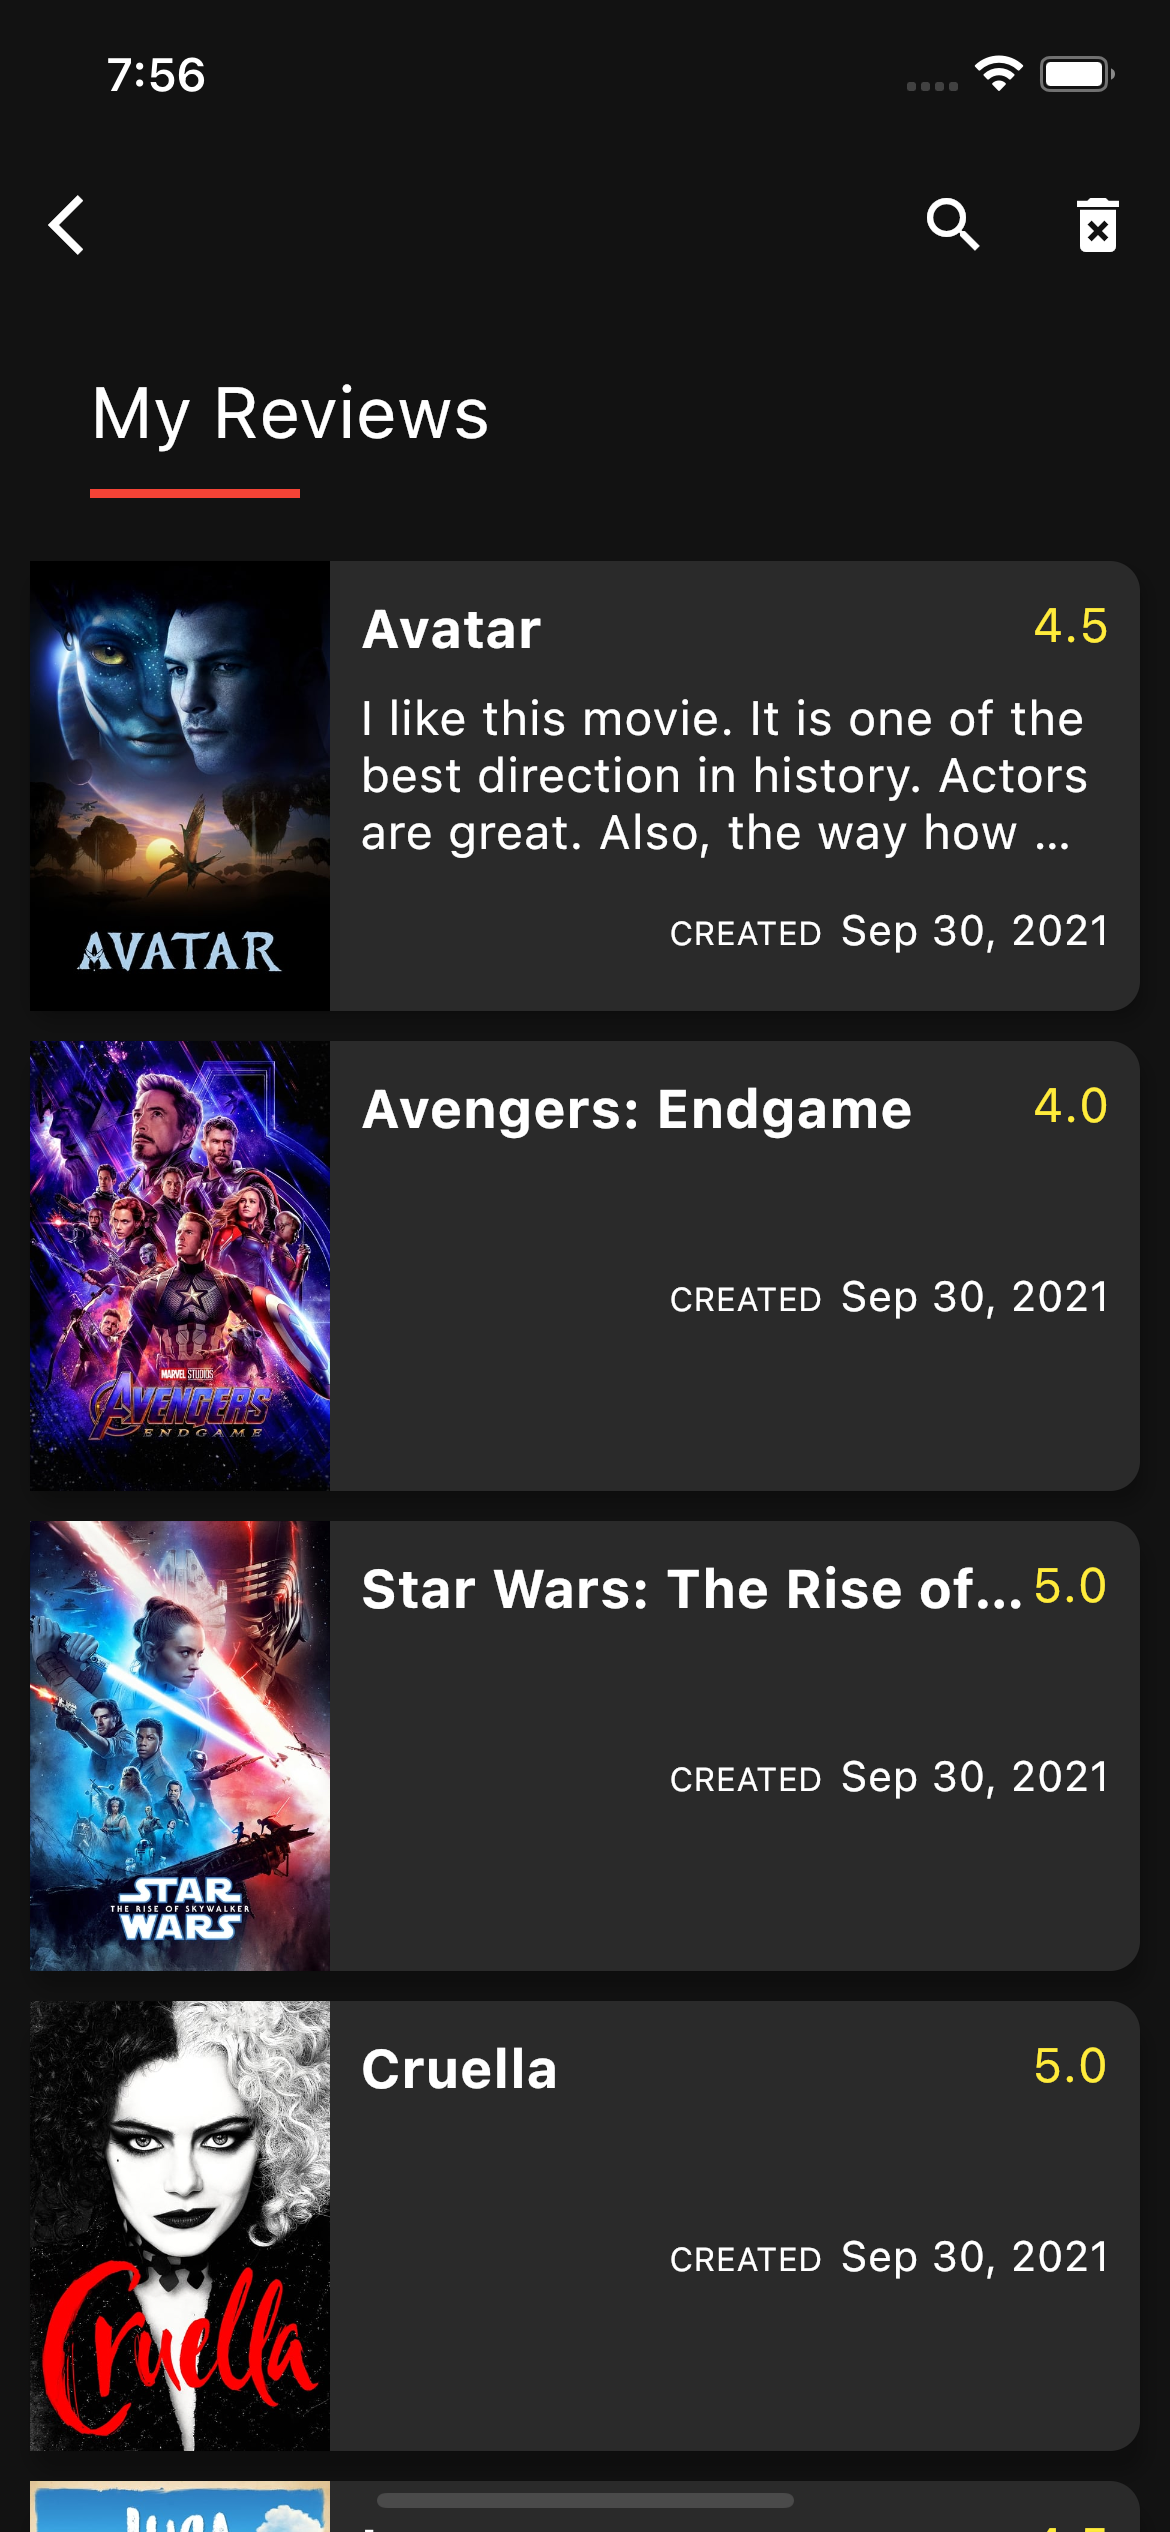 7:56
My Reviews
Avatar
4.5
I like this movie. It is one of the
best direction in history. Actors
are great. Also, the way how ...
CREATED Sep 30, 2021
AVATAR
Avengers: Endgame
4.0
CREATED Sep 30, 2021
MARVEL STUDIOS
AVENGERS
ENDGAME
Star Wars: The Rise of...
5.0
CREATED Sep 30, 2021
STAR
THE RISE OF SKYWALKER
WARS
Cruella
5.0
CREATED Sep 30, 2021
Cruella